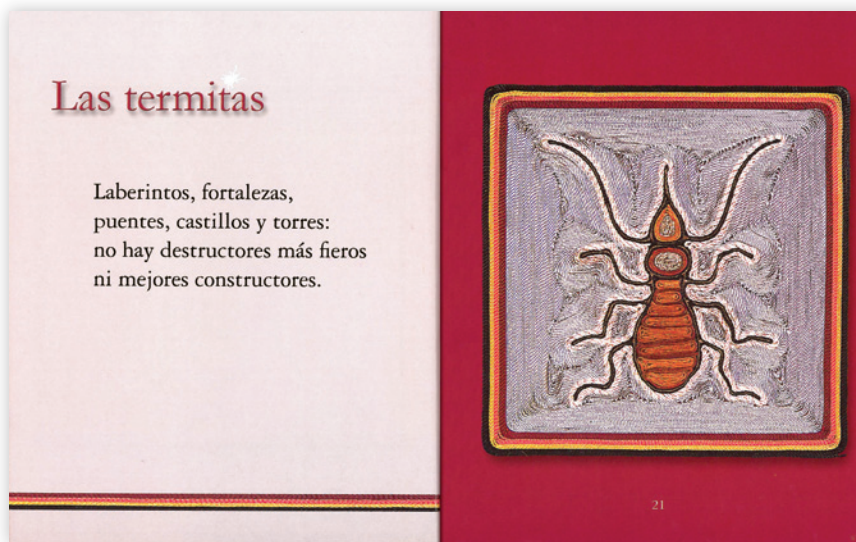 Las termitas
Laberintos, fortalezas,
puentes, castillos y torres:
no hay destructores más fieros
ni mejores constructores.
21